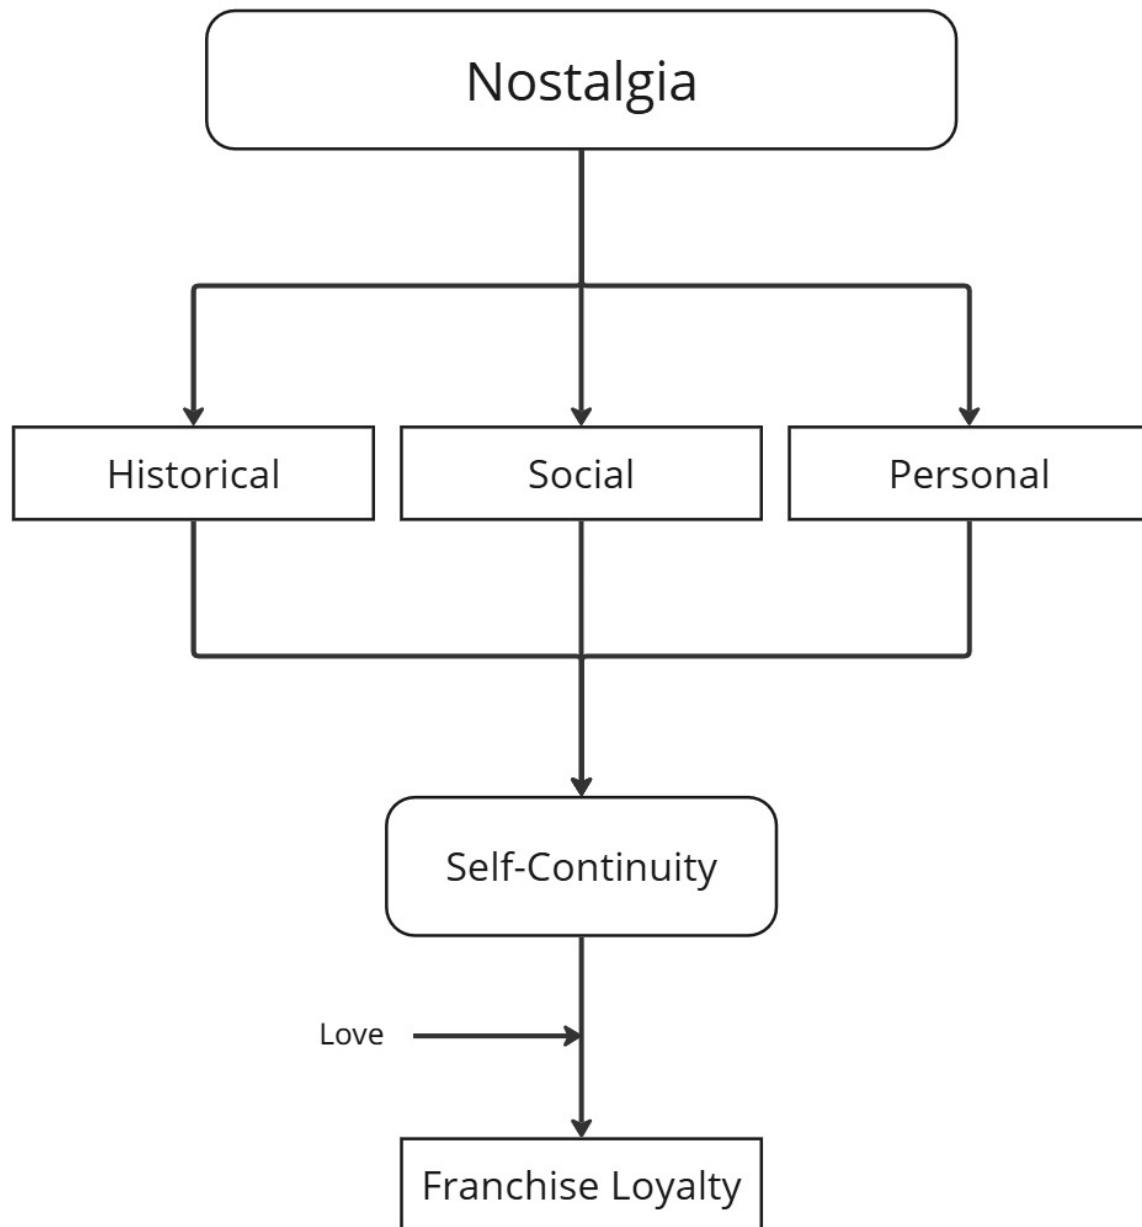 Nostalgia
Historical
Social
Personal
Self-Continuity
Love
Franchise Loyalty